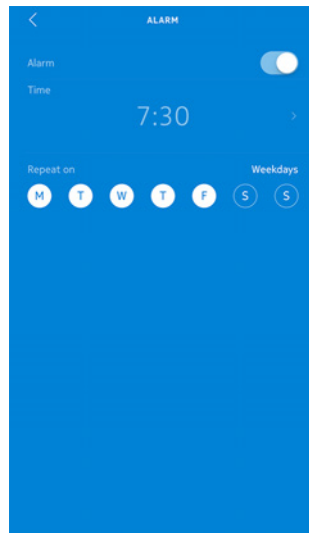 ALARM
Alarm
Time
7:30
Repeat on Weekdays
M T W T F S S